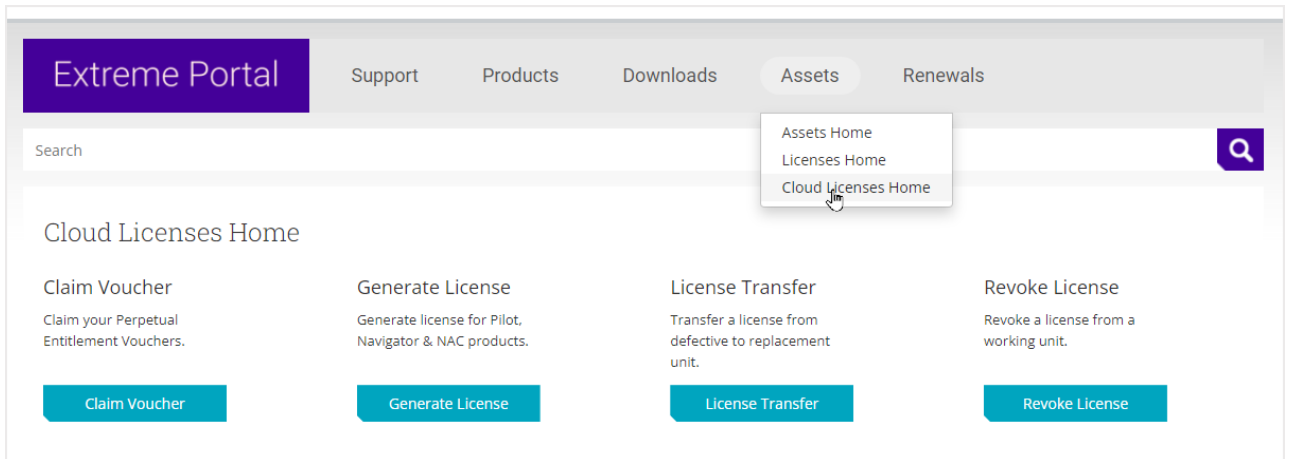 Extreme Portal
Support
Products
Downloads
Assets
Renewals
Assets Home
Licenses Home
Cloud Licenses Home
Search
Cloud Licenses Home
Claim Voucher
Claim your Perpetual
Entitlement Vouchers.
Claim Voucher
Generate License
Generate license for Pilot,
Navigator & NAC products.
Generate License
License Transfer
Transfer a license from
defective to replacement
unit.
License Transfer
Revoke License
Revoke a license from a
working unit.
Revoke License